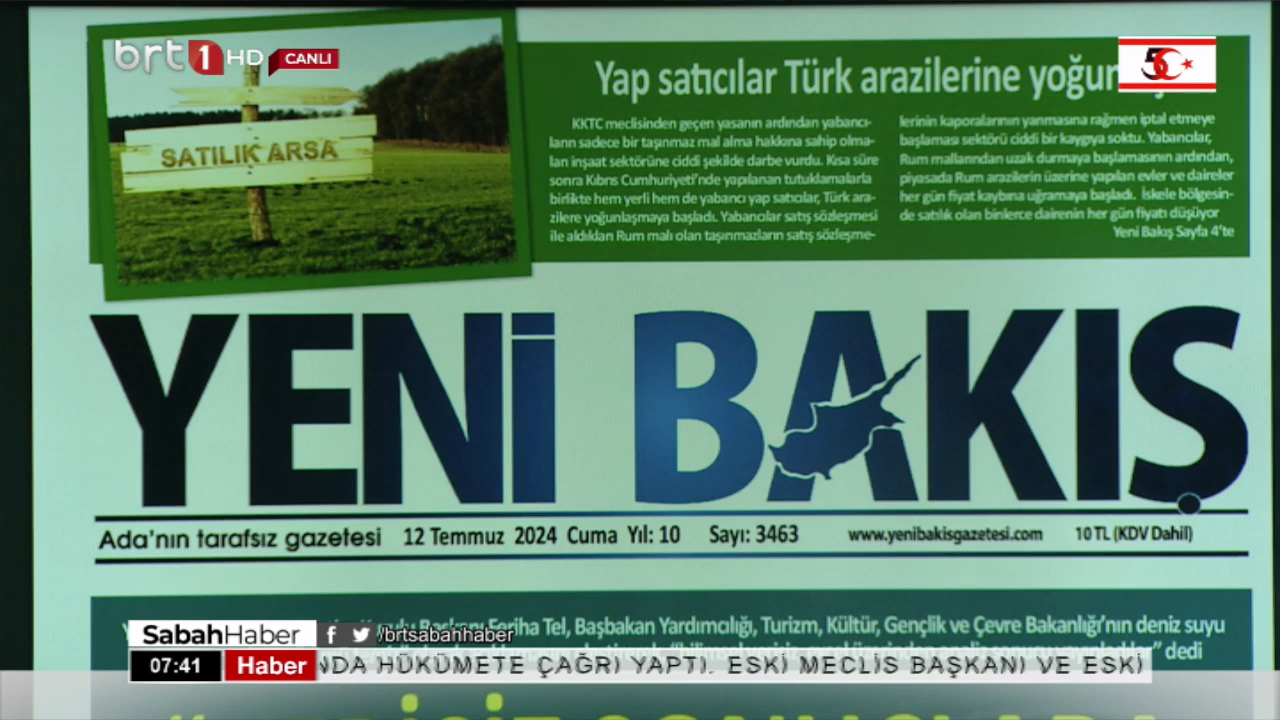 brt 1 HD CANLI
50
SATILIK ARSA
Yap satıcılar Türk arazilerine
KKTC meclisinden geçen yasanın ardından yabancı-
ların sadece bir taşınmaz mal alma hakkına sahip olma-
ları inşaat sektörüne ciddi şekilde darbe vurdu. Kısa süre
sonra Kıbrıs Cumhuriyeti'nde yapılanan tutuklamalarla
birlikte hem yerli hem de yabancı yap satıcılar, Türk ara-
zilere yoğunlaşmaya başladı. Yabancılar satış sözleşmesi
ile aldıkları Rum malı olan taşınmazların satış sözleşme-
lerinin kaporalarının yanmasına rağmen iptal etmeye
başlaması sektörü ciddi bir kaygıya soktu. Yabancılar,
Rum mallarından uzak durmaya başlamasının ardından,
piyasada Rum arazilerin üzerine yapılan evler ve daireler
her gün fiyat kaybına uğramaya başladı. İskele bölgesin-
de satılık olan binlerce dairenin her gün fiyatı düşüyor
Yeni Bakış Sayfa 4'te
YENİ BAKIŞ
Ada'nın tarafsız gazetesi 12 Temmuz 2024 Cuma Yıl: 10 Sayı: 3463 www.yenibakisgazetesi.com 10 TL (KDV Dahil)
Feriha Tel, Başbakan Yardımcılığı, Turizm, Kültür, Gençlik ve Çevre Bakanlığı'nın deniz suyu
dedi
SabahHaber /brtsabahhaber
07:41 Haber NDA HÜKÜMETE ÇAĞRI YAPTI. ESKİ MECLİS BAŞKANI VE ESKİ